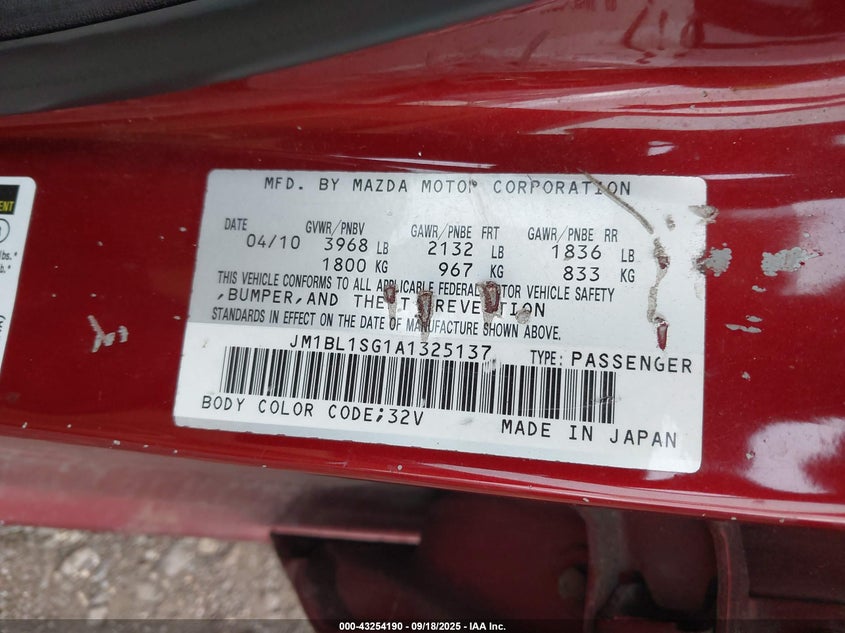 MFD. BY MAZDA MOTOR CORPORATION
DATE GVWR/PNBV GAWR/PNBE FRT GAWR/PNBE RR
04/10 3968 LB 2132 LB 1836 LB
1800 KG 967 KG 833 KG
THIS VEHICLE CONFORMS TO ALL APPLICABLE FEDERAL MOTOR VEHICLE SAFETY
,BUMPER,AND THEFT PREVENTION
STANDARDS IN EFFECT ON THE DATE OF MANUFACTURE SHOWN ABOVE.
JM1BL1SG1A1325137 TYPE: PASSENGER
BODY COLOR CODE;32V
MADE IN JAPAN
lbs.
000-43254190 - 09/18/2025 - IAA Inc.